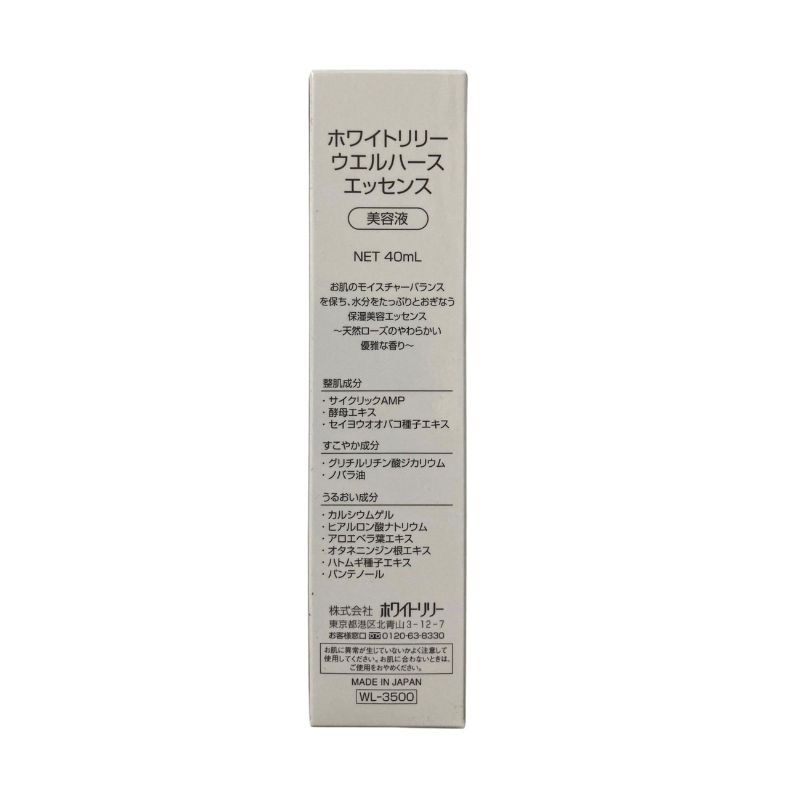 ホワイトリリー
ウエルハース
エッセンス
美容液
NET 40mL
お肌のモイスチャーバランス
を保ち、水分をたっぷりとおぎなう
保湿美容エッセンス
〜天然ローズのやわらかい
優雅な香り〜
整肌成分
・サイクリックAMP
・酵母エキス
・セイヨウオオバコ種子エキス
すこやか成分
・グリチルリチン酸ジカリウム
・ノバラ油
うるおい成分
・カルシウムゲル
・ヒアルロン酸ナトリウム
・アロエベラ葉エキス
・オタネニンジン根エキス
・ハトムギ種子エキス
・パンテノール
株式会社 ホワイトリリー
東京都港区北青山3-12-7
お客様窓口 0120-63-8330
お肌に異常が生じていないかよく注意して
使用してください。お肌に合わないときは、
ご使用をおやめください。
MADE IN JAPAN
WL-3500